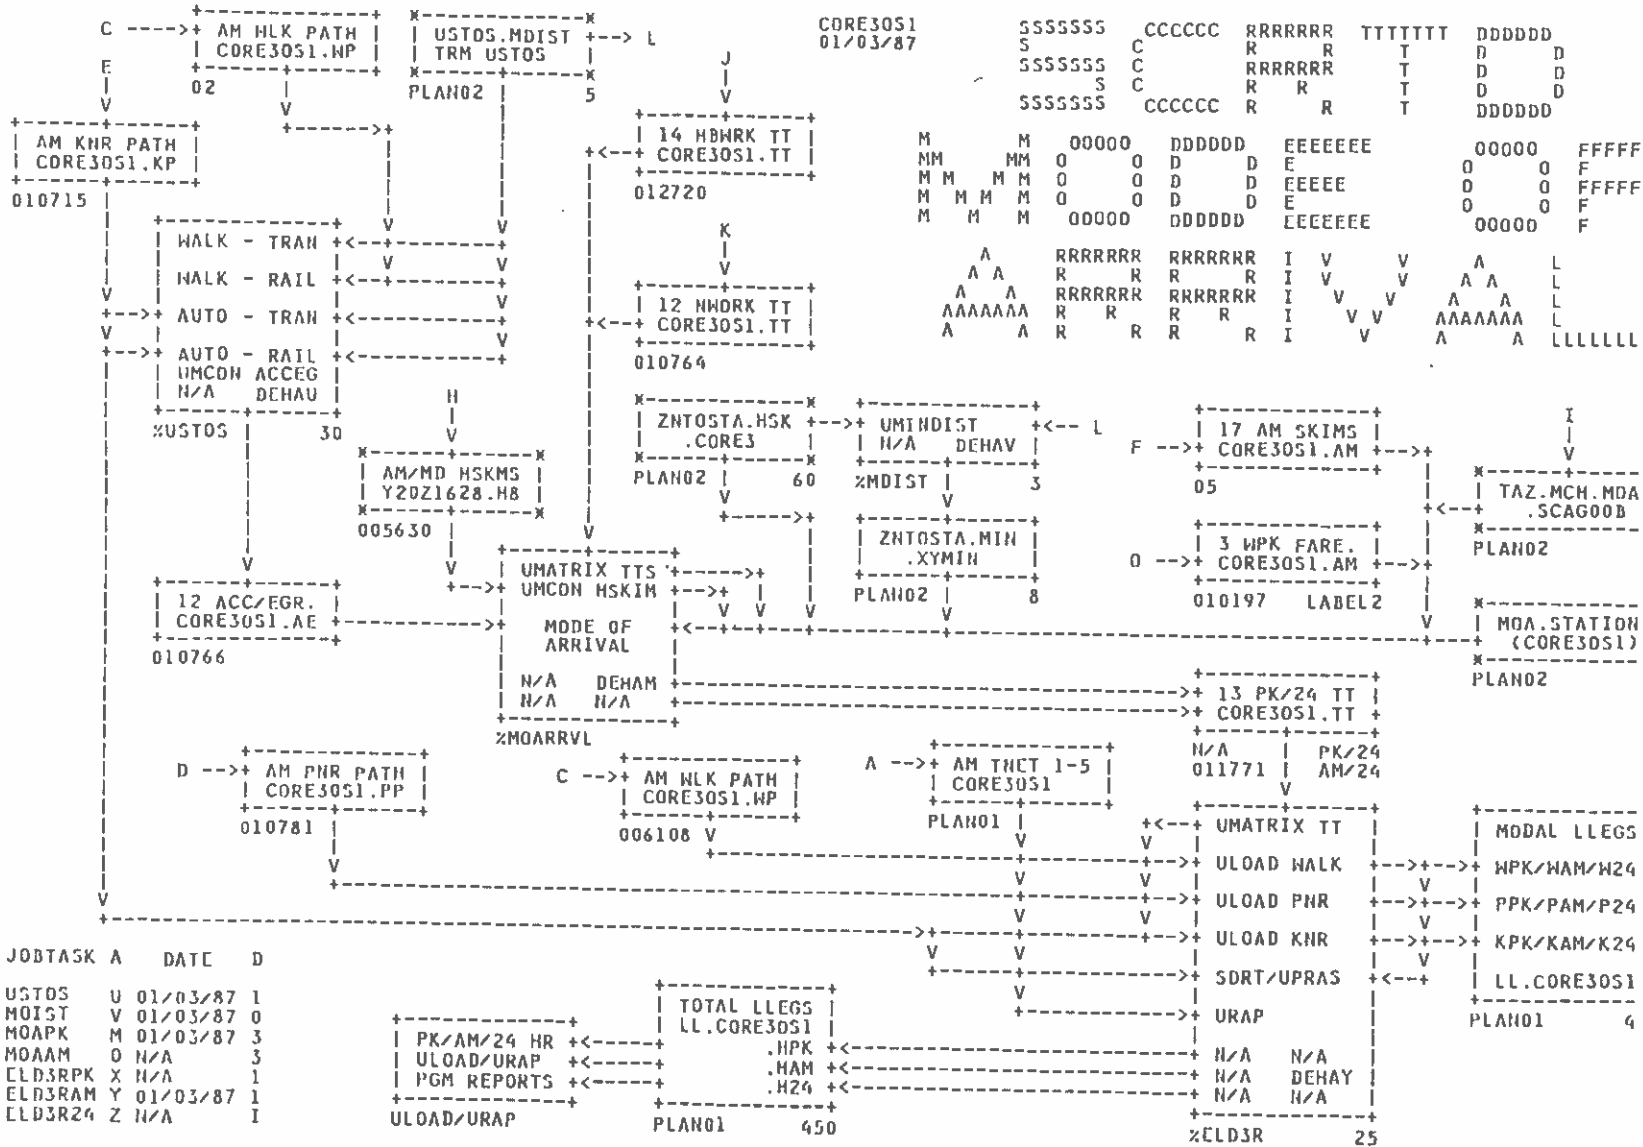 CORE30S1
01/03/87
SCRTD
MODE OF
ARRIVAL
C
AM WLK PATH
CORE30S1.WP
02
USTOS.MDIST
TRM USTOS
PLAN02 5
L
E
AM KNR PATH
CORE30S1.KP
010715
J
14 HBWRK TT
CORE30S1.TT
012720
K
12 NWORK TT
CORE30S1.TT
010764
WALK - TRAN
WALK - RAIL
AUTO - TRAN
AUTO - RAIL
UMCON ACCEG
N/A DEHAU
%USTOS 30
H
AM/MD HSKMS
Y20Z1628.H8
005630
ZNTOSTA.HSK
.CORE3
PLAN02 60
UMINDIST
N/A DEHAV
%MDIST 3
L
F
17 AM SKIMS
CORE30S1.AM
05
I
TAZ.MCH.MOA
.SCAG00B
PLAN02
ZNTOSTA.MIN
.XYMIN
PLAN02 8
O
3 WPK FARE.
CORE30S1.AM
010197 LABEL2
MOA.STATION
(CORE30S1)
PLAN02
12 ACC/EGR.
CORE30S1.AE
010766
UMATRIX TTS
UMCON HSKIM
MODE OF
ARRIVAL
N/A DEHAM
N/A N/A
%MOARRVL
13 PK/24 TT
CORE30S1.TT
N/A PK/24
011771 AM/24
D
AM PNR PATH
CORE30S1.PP
010781
C
AM WLK PATH
CORE30S1.WP
006108
A
AM TNET 1-5
CORE30S1
PLAN01
UMATRIX TT
ULOAD WALK
ULOAD PNR
ULOAD KNR
SORT/UPRAS
URAP
N/A N/A
N/A DEHAY
N/A N/A
%ELD3R 25
MODAL LLEGS
WPK/WAM/W24
PPK/PAM/P24
KPK/KAM/K24
LL.CORE30S1
PLAN01 4
TOTAL LLEGS
LL.CORE30S1
.HPK
.HAM
.H24
PLAN01 450
PK/AM/24 HR
ULOAD/URAP
PGM REPORTS
ULOAD/URAP
JOBTASK A DATE D
USTOS U 01/03/87 1
MOIST V 01/03/87 0
MOAPK M 01/03/87 3
MOAAM O N/A 3
ELD3RPK X N/A 1
ELD3RAM Y 01/03/87 1
ELD3R24 Z N/A I